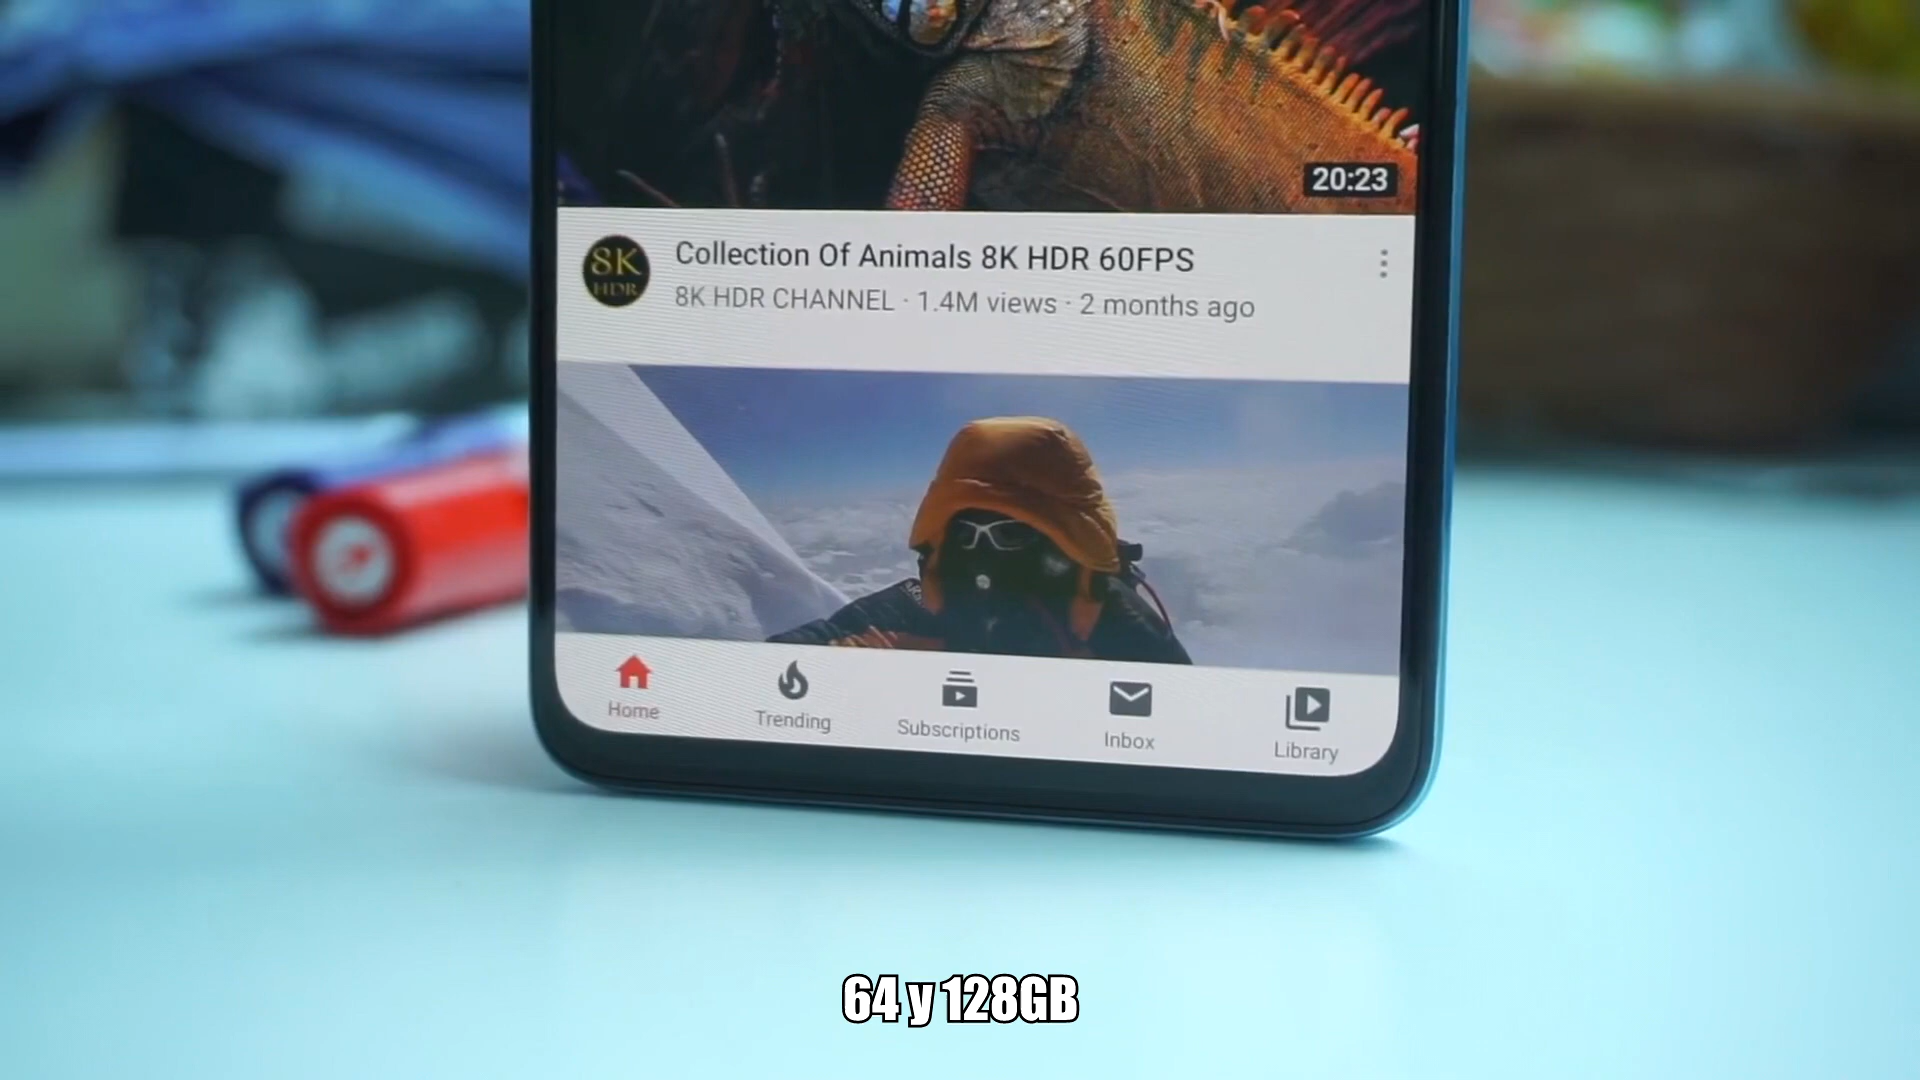 20:23
8K
HDR
Collection Of Animals 8K HDR 60FPS
8K HDR CHANNEL · 1.4M views · 2 months ago
Home
Trending
Subscriptions
Inbox
Library
64 y 128GB